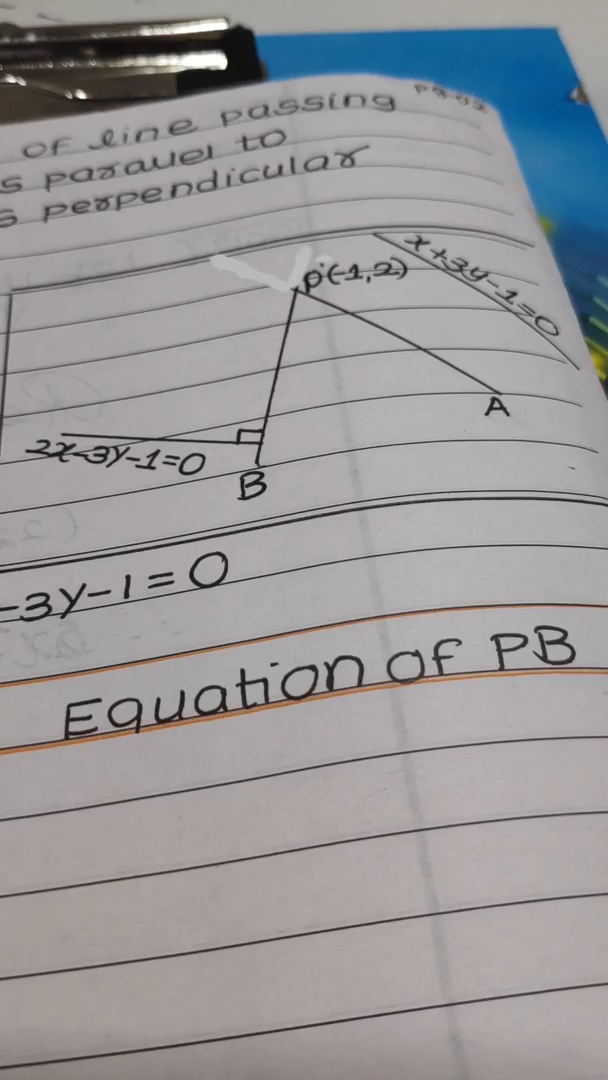 of line passing
s parallel to
s perpendicular
P(-1,2)
x+3y-1=0
A
2x-3y-1=0
B
-3y-1=0
Equation of PB